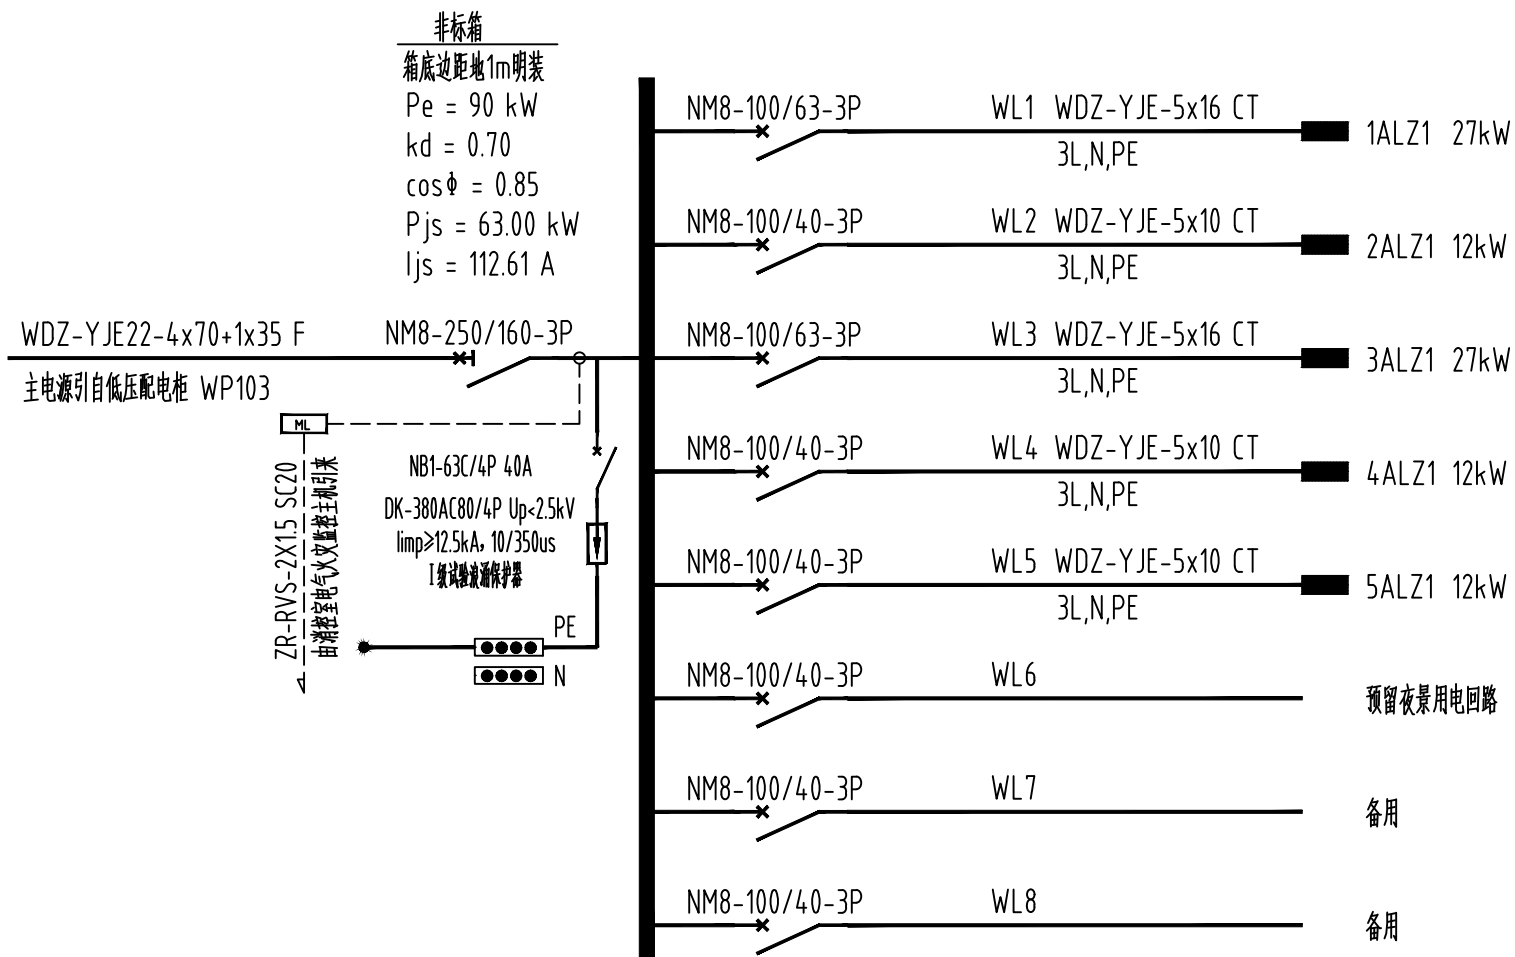 非标箱
箱底边距地1m明装
Pe = 90 kW
kd = 0.70
cosΦ = 0.85
Pjs = 63.00 kW
Ijs = 112.61 A
WDZ-YJE22-4x70+1x35 F
NM8-250/160-3P
主电源引自低压配电柜 WP103
ML
ZR-RVS-2X1.5 SC20
由消控室电气火灾监控主机引来
NB1-63C/4P 40A
DK-380AC80/4P Up<2.5kV
Iimp≥12.5kA, 10/350us
I级试验浪涌保护器
PE
N
NM8-100/63-3P WL1 WDZ-YJE-5x16 CT
3L,N,PE
1ALZ1 27kW
NM8-100/40-3P WL2 WDZ-YJE-5x10 CT
3L,N,PE
2ALZ1 12kW
NM8-100/63-3P WL3 WDZ-YJE-5x16 CT
3L,N,PE
3ALZ1 27kW
NM8-100/40-3P WL4 WDZ-YJE-5x10 CT
3L,N,PE
4ALZ1 12kW
NM8-100/40-3P WL5 WDZ-YJE-5x10 CT
3L,N,PE
5ALZ1 12kW
NM8-100/40-3P WL6
预留夜景用电回路
NM8-100/40-3P WL7
备用
NM8-100/40-3P WL8
备用